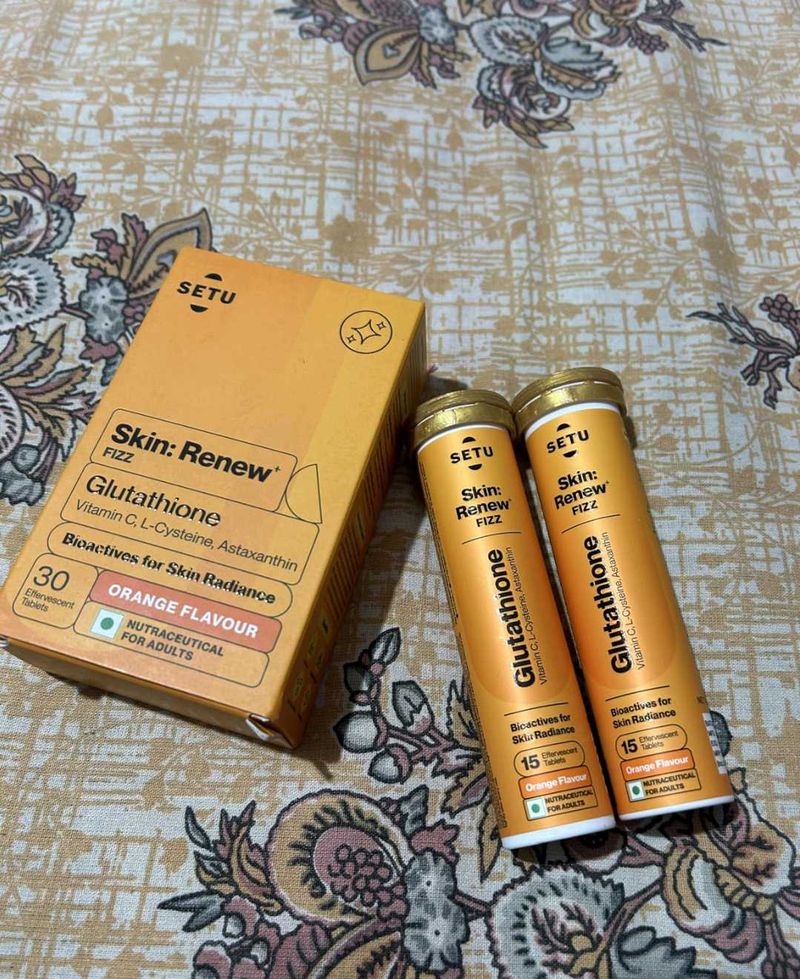 SETU
Skin: Renew+
FIZZ
Glutathione
Vitamin C, L-Cysteine, Astaxanthin
Bioactives for Skin Radiance
30
Effervescent
Tablets
ORANGE FLAVOUR
NUTRACEUTICAL
FOR ADULTS
SETU
Skin:
Renew+
FIZZ
Glutathione
Vitamin C, L-Cysteine, Astaxanthin
Bioactives for
Skin Radiance
15
Effervescent
Tablets
Orange Flavour
NUTRACEUTICAL
FOR ADULTS
SETU
Skin:
Renew+
FIZZ
Glutathione
Vitamin C, L-Cysteine, Astaxanthin
Bioactives for
Skin Radiance
15
Effervescent
Tablets
Orange Flavour
NUTRACEUTICAL
FOR ADULTS